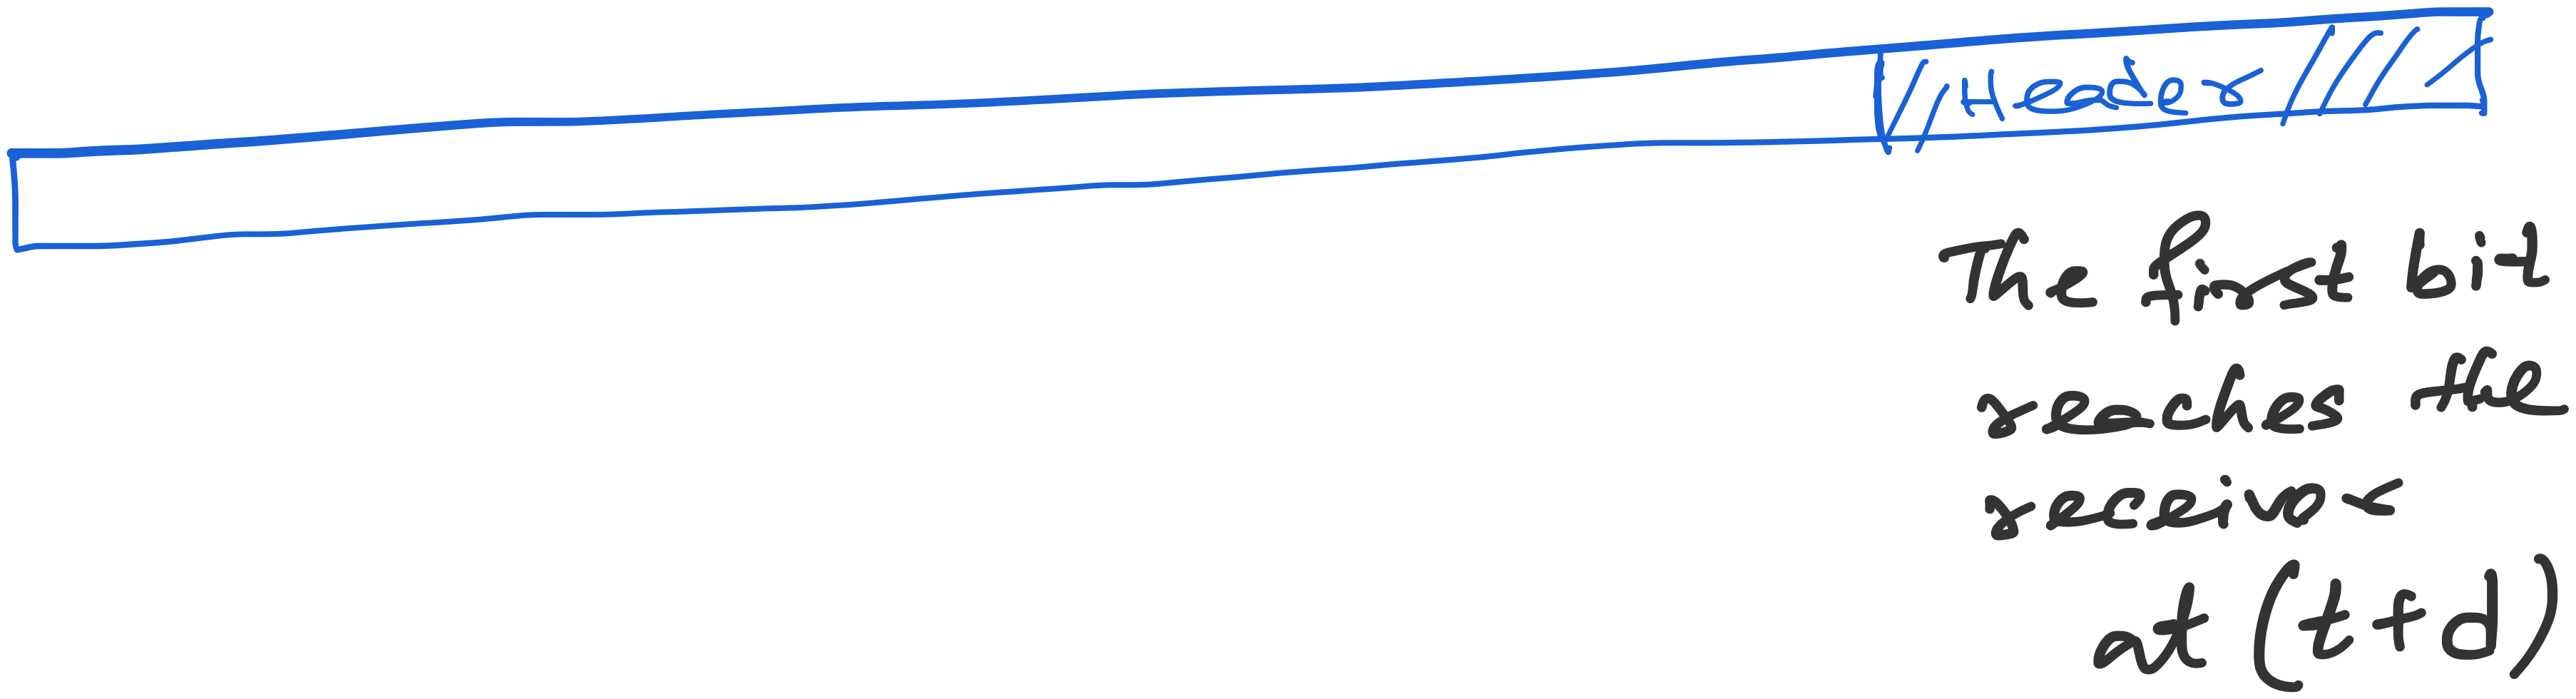 Header
The first bit
reaches the
receiver
at (t+d)